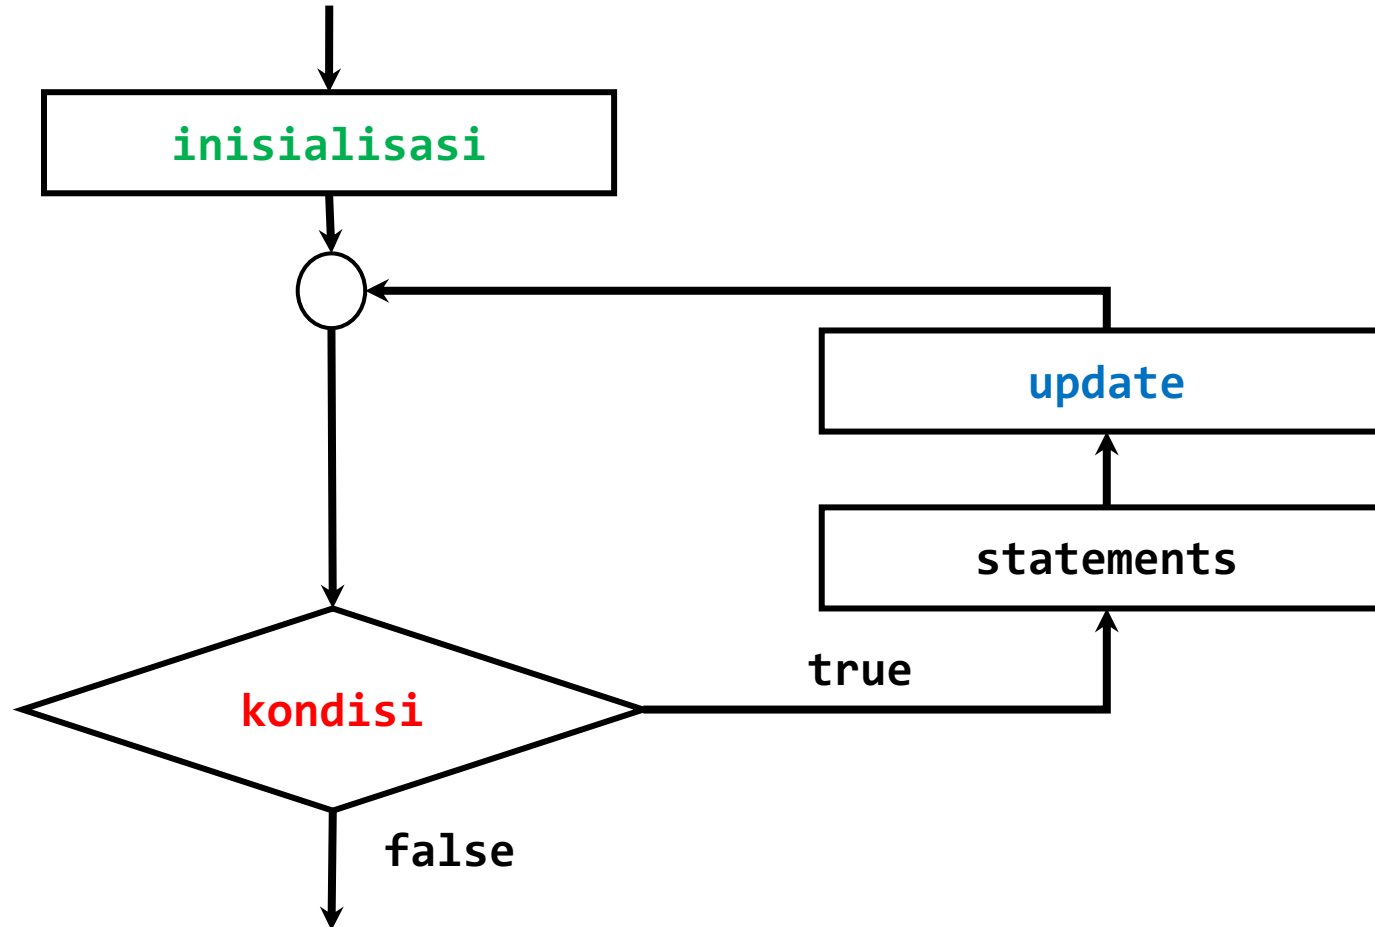 inisialisasi
update
statements
true
kondisi
false